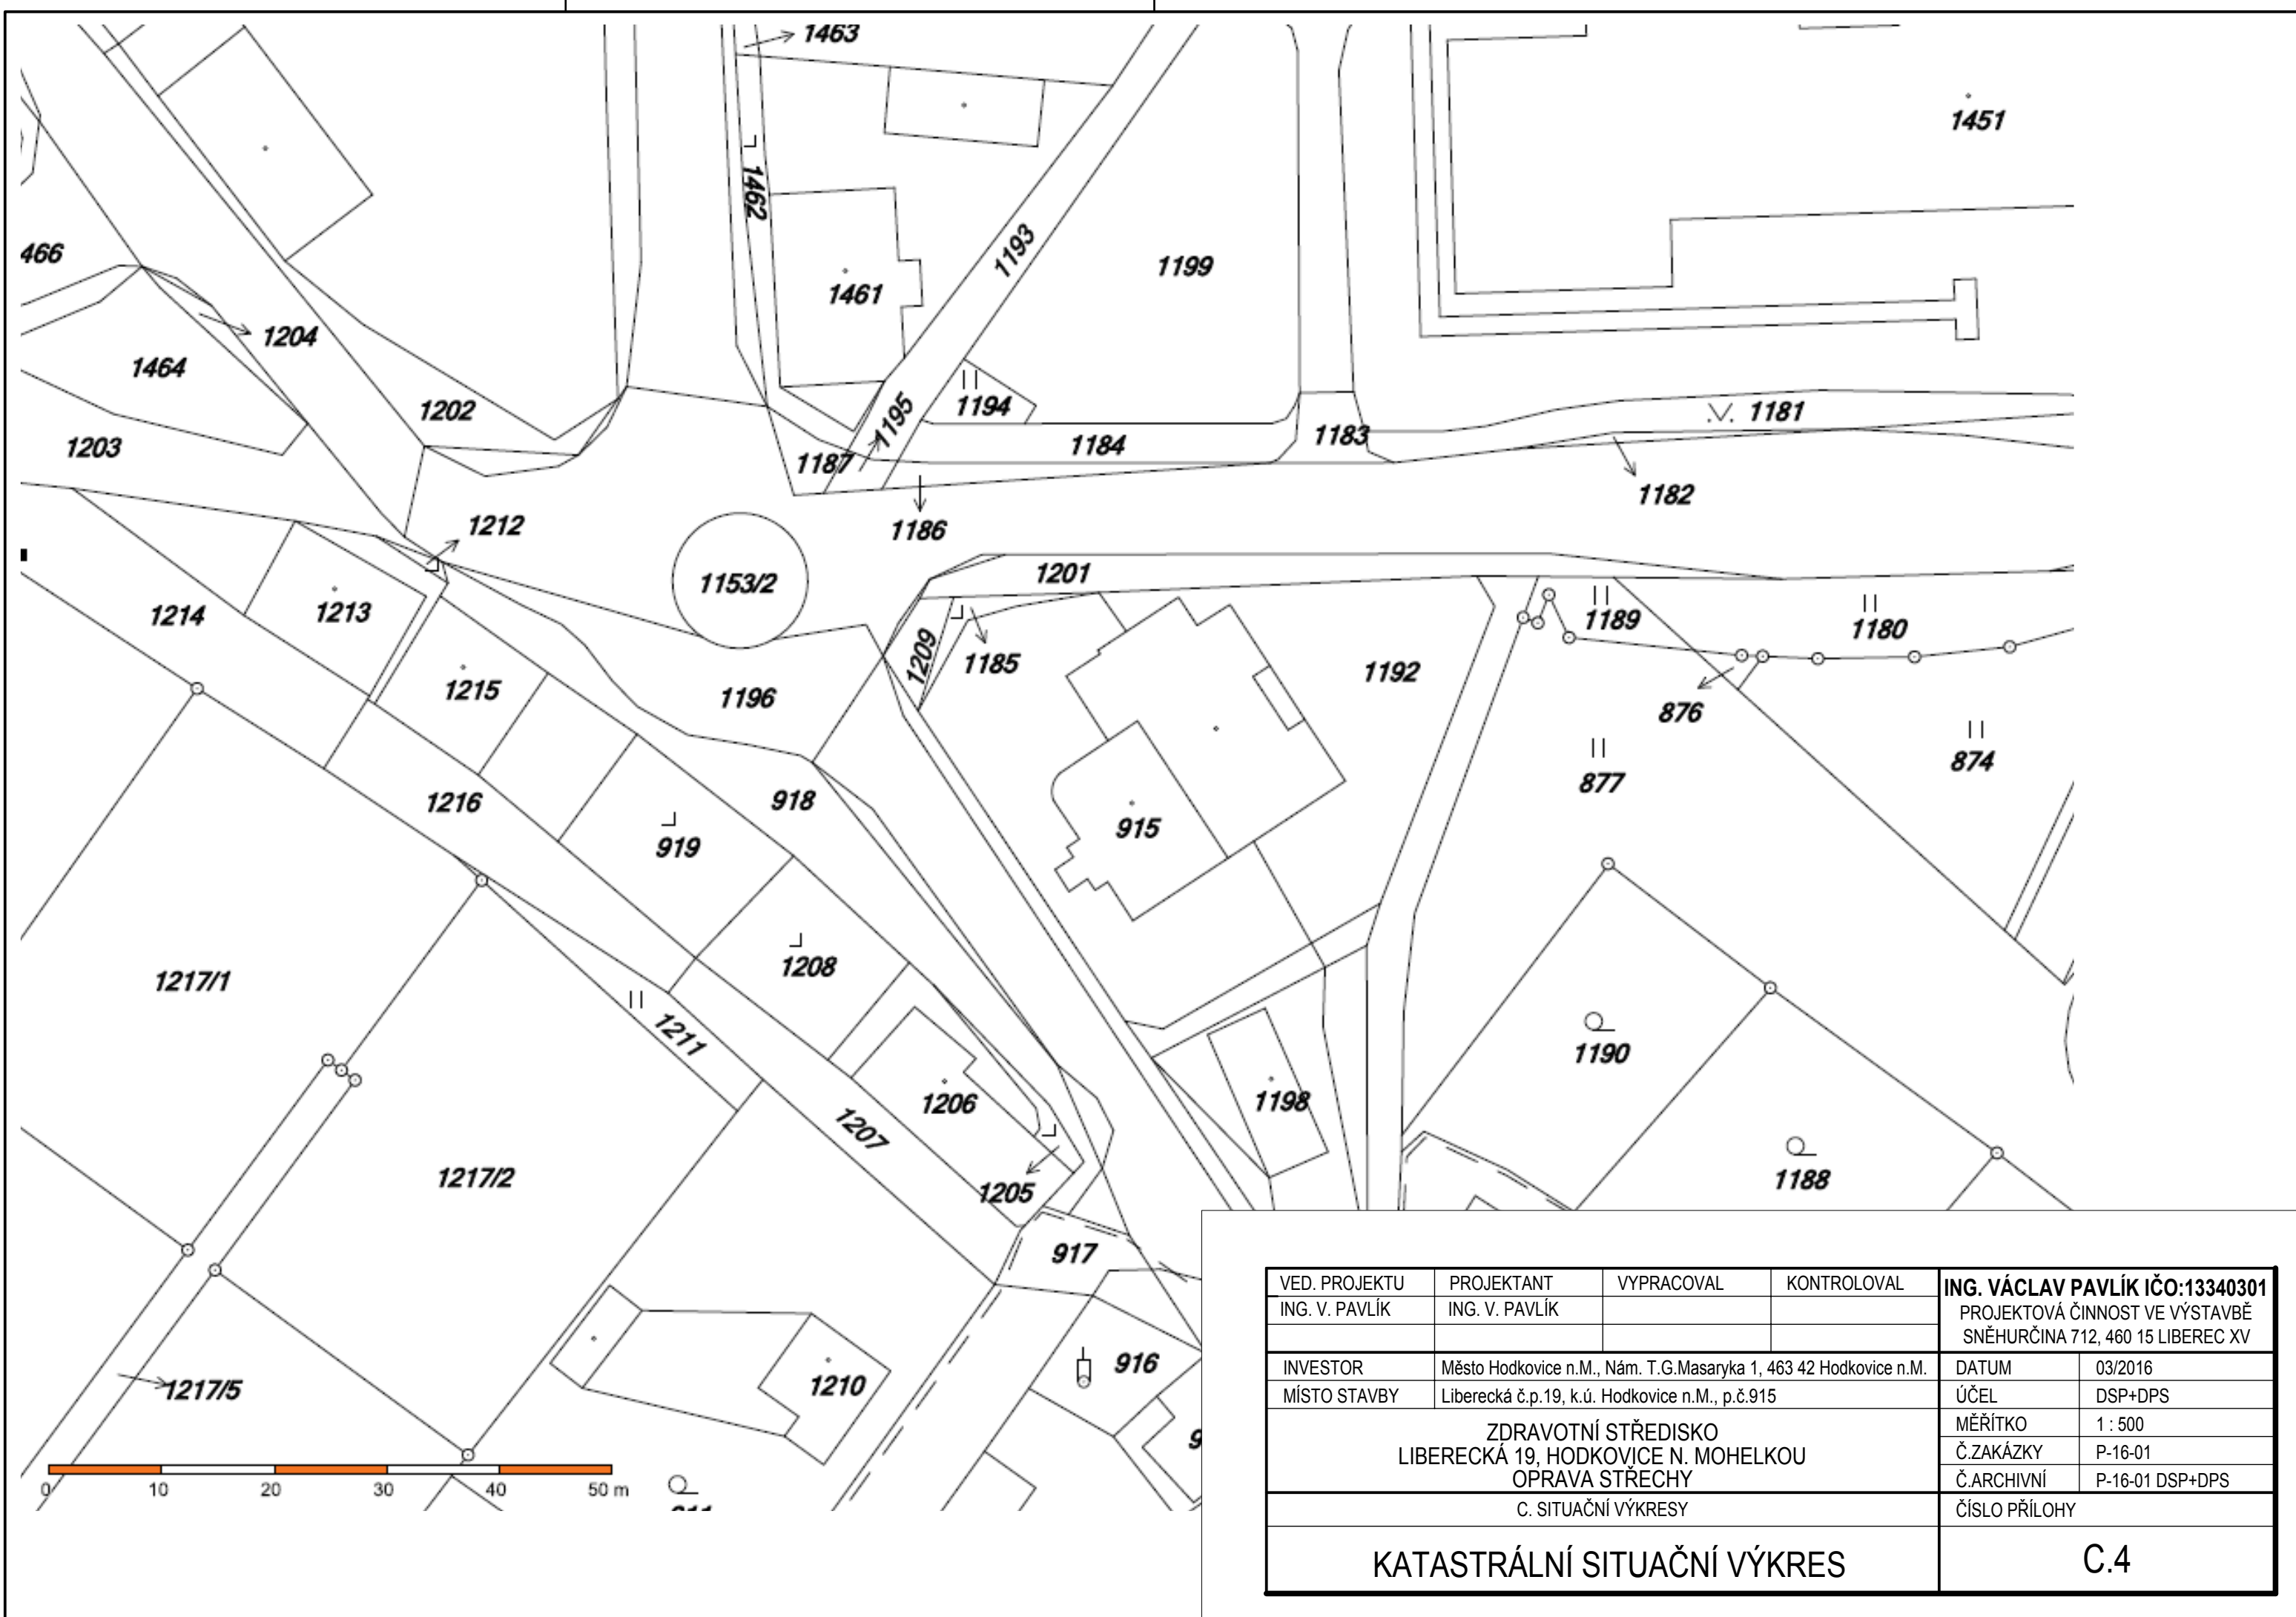 1463
1451
1462
1193
466
1199
1461
1204
1464
1202
1195
1194
1181
1203
1184
1183
1187
1182
1212
1186
1201
1153/2
1214
1213
1209
1185
1189
1180
1215
1196
1192
876
877
874
1216
918
915
919
1217/1
1208
1211
1190
1206
1198
1207
1217/2
1188
1205
917
916
1210
1217/5
0 10 20 30 40 50 m
VED. PROJEKTU PROJEKTANT VYPRACOVAL KONTROLOVAL
ING. V. PAVLÍK ING. V. PAVLÍK
ING. VÁCLAV PAVLÍK IČO:13340301
PROJEKTOVÁ ČINNOST VE VÝSTAVBĚ
SNĚHURČINA 712, 460 15 LIBEREC XV
INVESTOR Město Hodkovice n.M., Nám. T.G.Masaryka 1, 463 42 Hodkovice n.M.
MÍSTO STAVBY Liberecká č.p.19, k.ú. Hodkovice n.M., p.č.915
ZDRAVOTNÍ STŘEDISKO
LIBERECKÁ 19, HODKOVICE N. MOHELKOU
OPRAVA STŘECHY
DATUM 03/2016
ÚČEL DSP+DPS
MĚŘÍTKO 1 : 500
Č.ZAKÁZKY P-16-01
Č.ARCHIVNÍ P-16-01 DSP+DPS
C. SITUAČNÍ VÝKRESY
ČÍSLO PŘÍLOHY
KATASTRÁLNÍ SITUAČNÍ VÝKRES
C.4